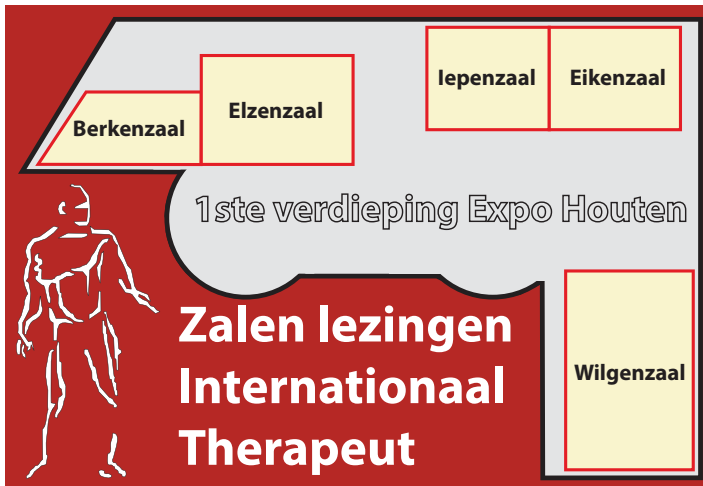 Iepenzaal
Eikenzaal
Elzenzaal
Berkenzaal
1ste verdieping Expo Houten
Zalen lezingen
Internationaal
Therapeut
Wilgenzaal